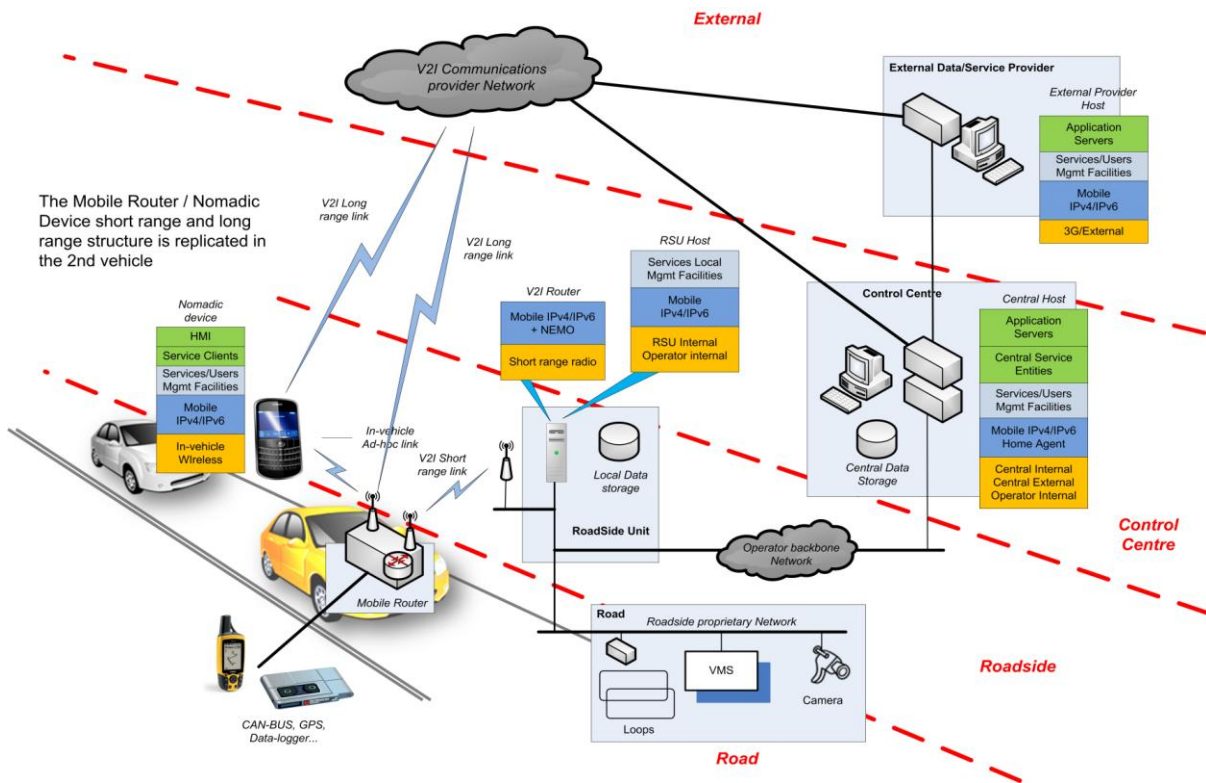 External
V2I Communications
provider Network
External Data/Service Provider
External Provider
Host
Application
Servers
Services/Users
Mgmt Facilities
Mobile
IPv4/IPv6
3G/External
The Mobile Router / Nomadic
Device short range and long
range structure is replicated in
the 2nd vehicle
V2I Long
range link
V2I Long
range link
RSU Host
Services Local
Mgmt Facilities
Mobile
IPv4/IPv6
RSU Internal
Operator internal
V2I Router
Mobile IPv4/IPv6
+ NEMO
Short range radio
Control Centre
Central Host
Application
Servers
Central Service
Entities
Services/Users
Mgmt Facilities
Mobile IPv4/IPv6
Home Agent
Central Internal
Central External
Operator Internal
Central Data
Storage
Nomadic
device
HMI
Service Clients
Services/Users
Mgmt Facilities
Mobile
IPv4/IPv6
In-vehicle
WIreless
In-vehicle
Ad-hoc link
V2I Short
range link
Local Data
storage
RoadSide Unit
Operator backbone
Network
Control
Centre
Mobile Router
Road
Roadside proprietary Network
VMS
Loops
Camera
Roadside
CAN-BUS, GPS,
Data-logger...
Road